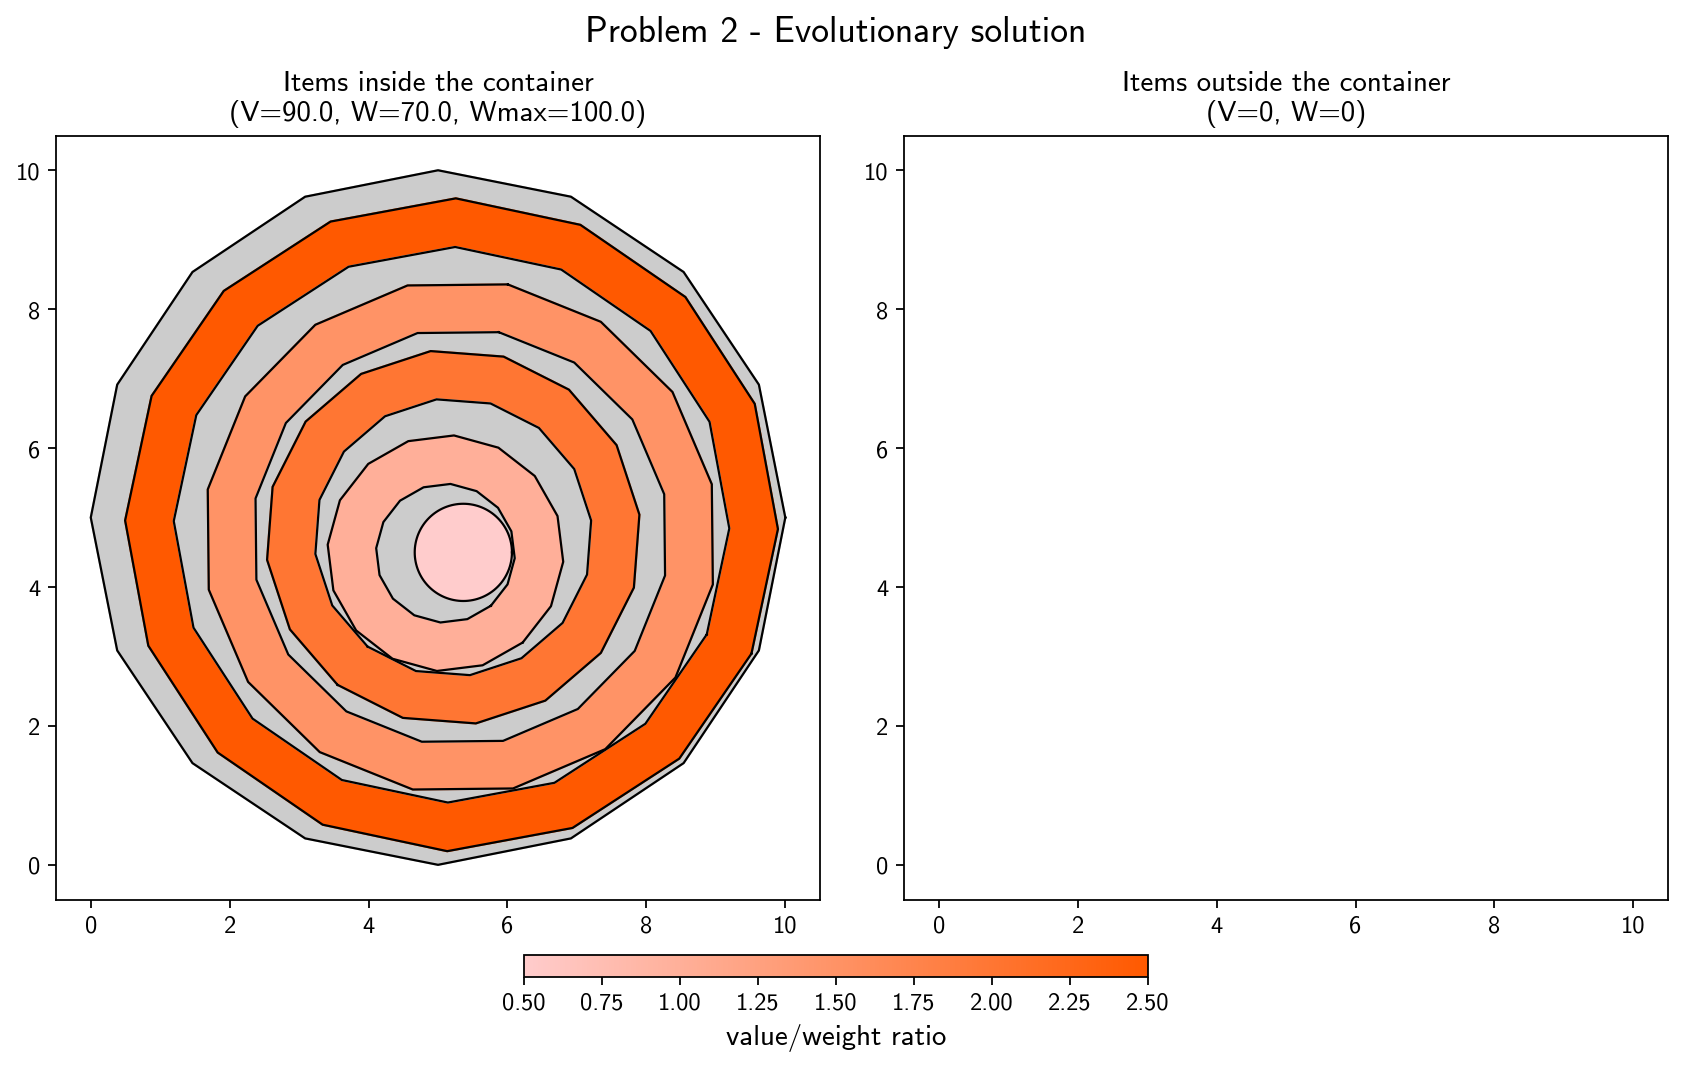 Problem 2 - Evolutionary solution
Items inside the container
(V=90.0, W=70.0, Wmax=100.0)
10
8
6
4
2
0
0 2 4 6 8 10
Items outside the container
(V=0, W=0)
10
8
6
4
2
0
0 2 4 6 8 10
0.50 0.75 1.00 1.25 1.50 1.75 2.00 2.25 2.50
value/weight ratio